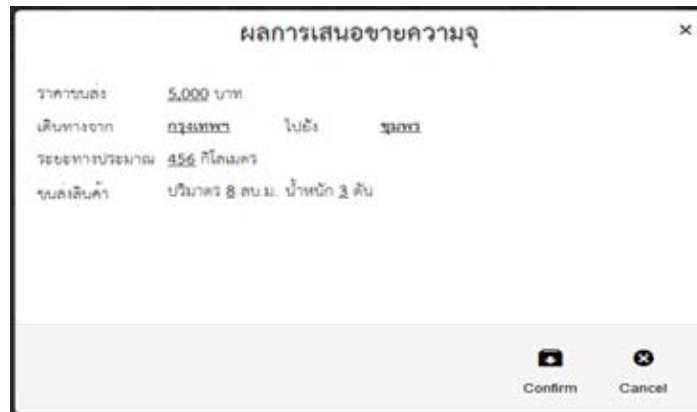 ผลการเสนอขายความจุ ×
ราคาขนส่ง 5,000 บาท
เดินทางจาก กรุงเทพฯ ไปยัง ชุมพร
ระยะทางประมาณ 456 กิโลเมตร
ขนส่งสินค้า ปริมาตร 8 ลบ.ม. น้ำหนัก 3 ตัน
Confirm Cancel